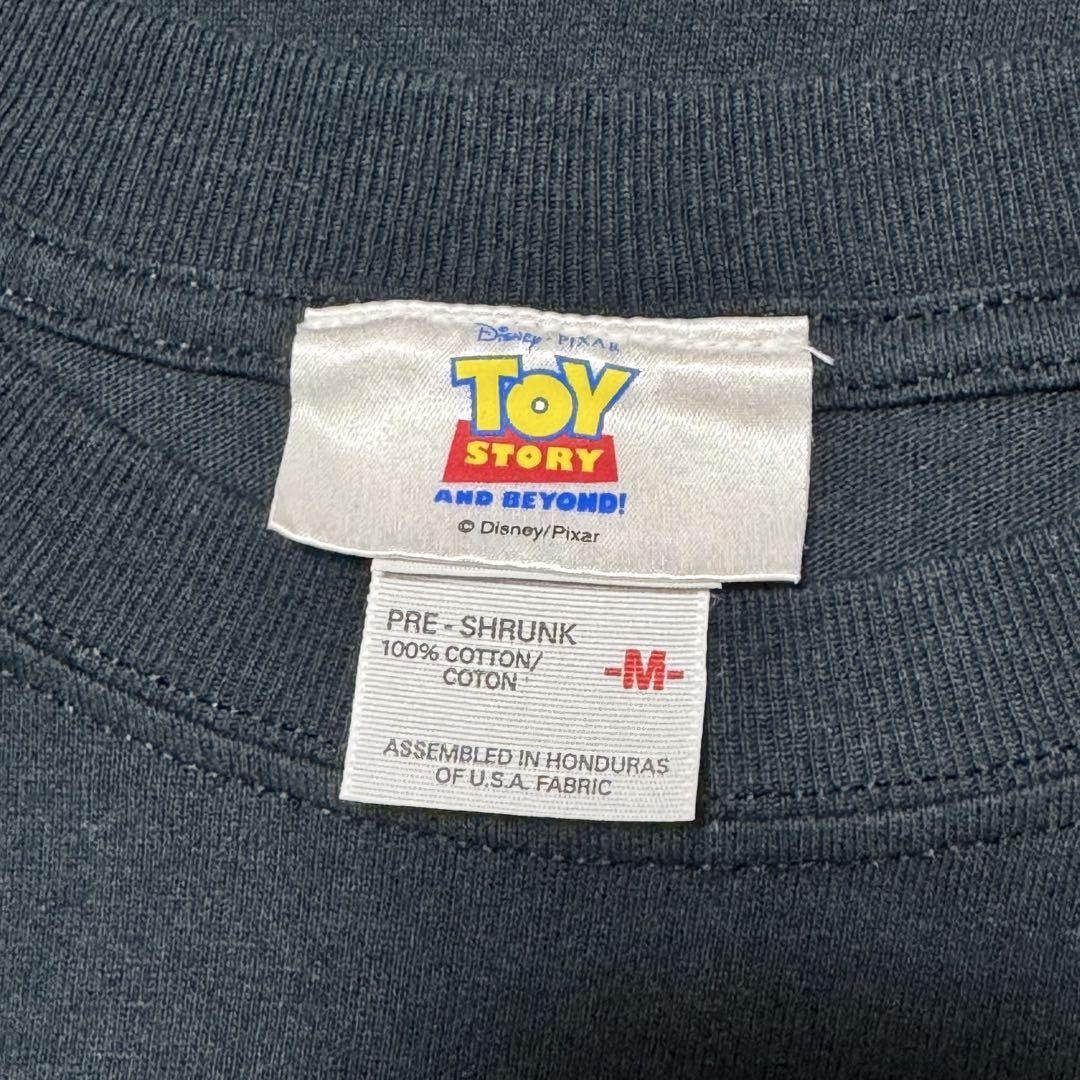 Disney · PIXAR
TOY
STORY
AND BEYOND!
© Disney/Pixar
PRE - SHRUNK
100% COTTON/
COTON
-M-
ASSEMBLED IN HONDURAS
OF U.S.A. FABRIC